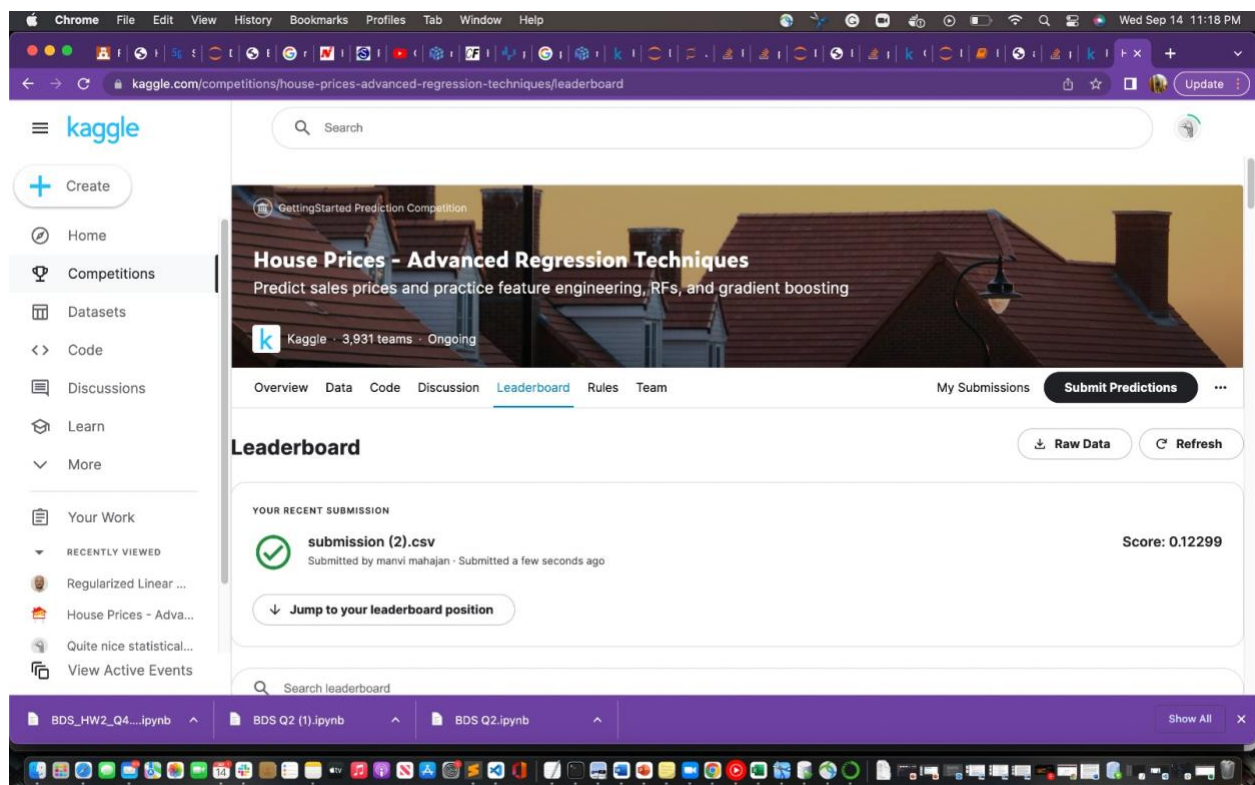 Chrome File Edit View History Bookmarks Profiles Tab Window Help Wed Sep 14 11:18 PM
kaggle.com/competitions/house-prices-advanced-regression-techniques/leaderboard Update
kaggle
Search
Create
GettingStarted Prediction Competition
Home
House Prices - Advanced Regression Techniques
Competitions
Predict sales prices and practice feature engineering, RFs, and gradient boosting
Datasets
Kaggle · 3,931 teams · Ongoing
Code
Discussions
Overview Data Code Discussion Leaderboard Rules Team My Submissions Submit Predictions ...
Learn
Leaderboard Raw Data Refresh
More
YOUR RECENT SUBMISSION
Your Work
submission (2).csv Score: 0.12299
RECENTLY VIEWED
Submitted by manvi mahajan · Submitted a few seconds ago
Regularized Linear ...
Jump to your leaderboard position
House Prices - Adva...
Quite nice statistical...
View Active Events
Search leaderboard
BDS_HW2_Q4....ipynb BDS Q2 (1).ipynb BDS Q2.ipynb Show All